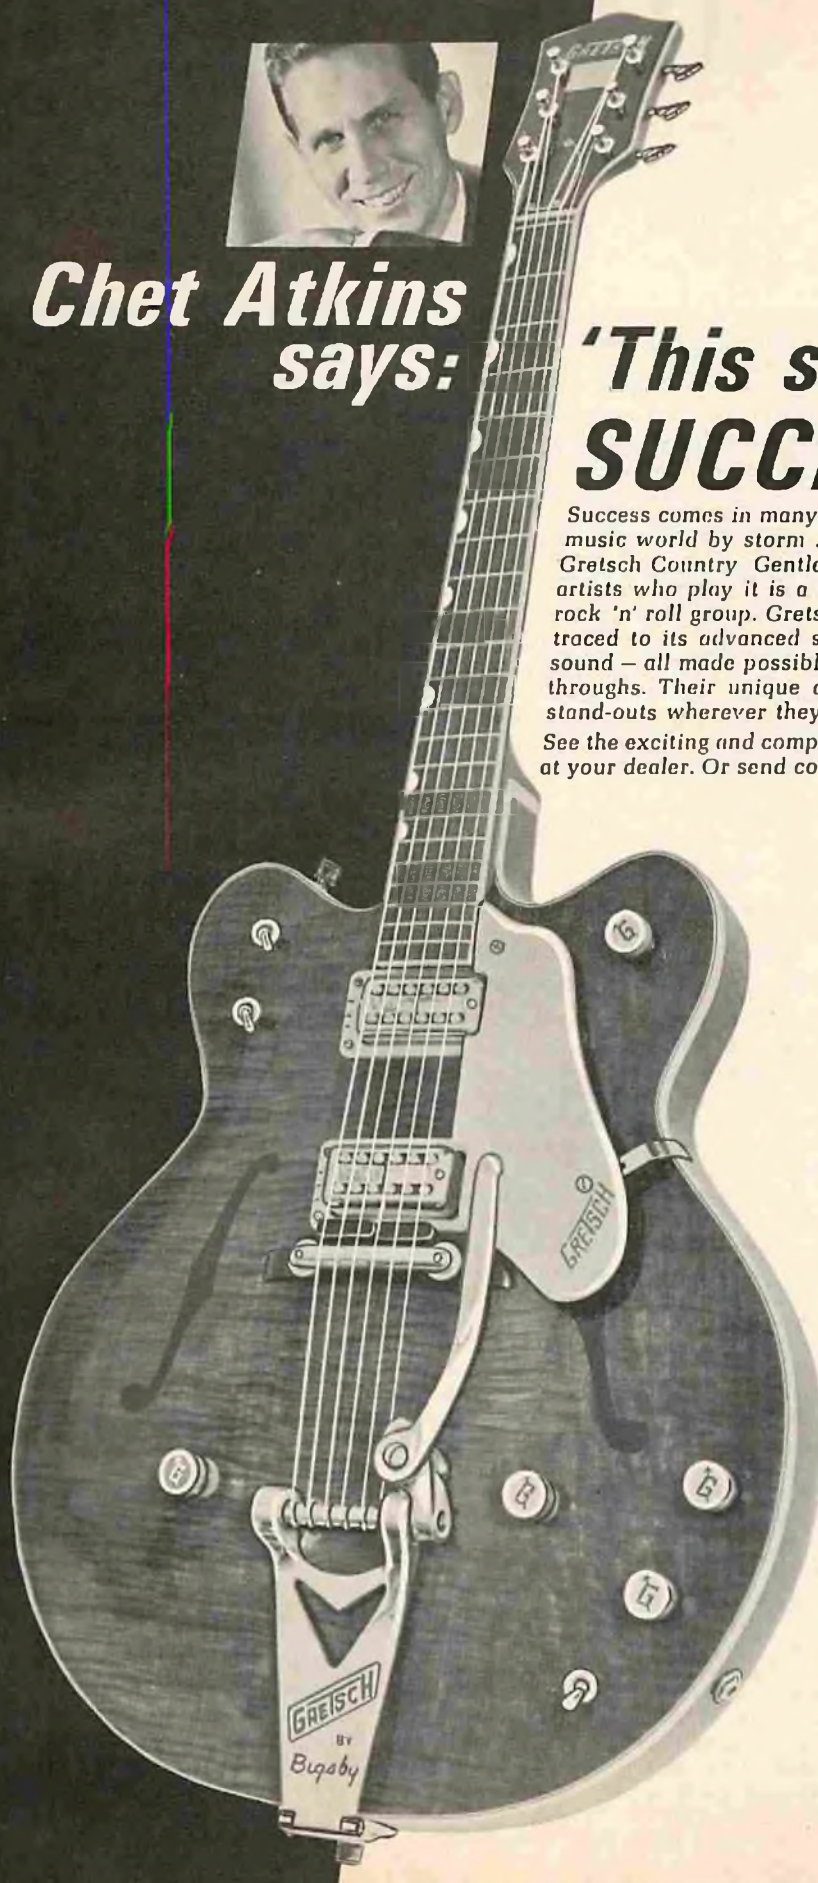 GRETSCH
Chet Atkins
says:
'This s
SUCC
Success comes in many
music world by storm .
Gretsch Country Gentle
artists who play it is a
rock 'n' roll group. Grets
traced to its advanced s
sound — all made possibl
throughs. Their unique
stand-outs wherever they
See the exciting and comp
at your dealer. Or send co
G
GRETSCH
G
G
G
G
GRETSCH
BY
Bigsby